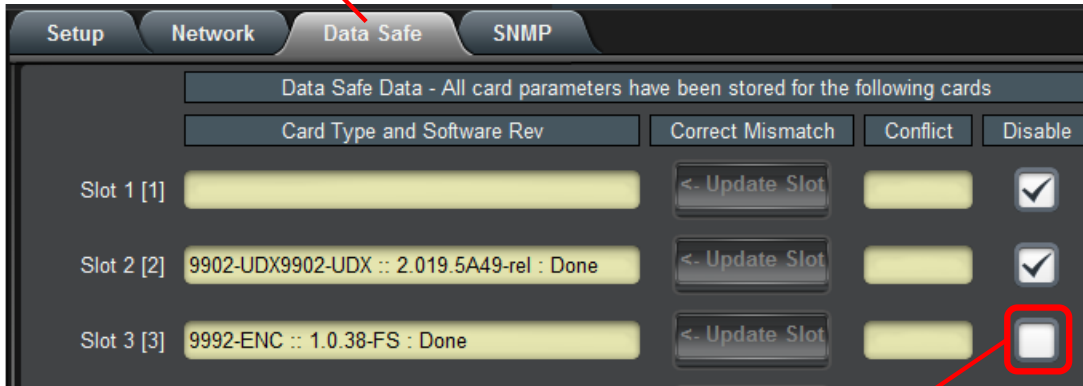 Setup Network Data Safe SNMP
Data Safe Data - All card parameters have been stored for the following cards
Card Type and Software Rev Correct Mismatch Conflict Disable
Slot 1 [1] <- Update Slot
Slot 2 [2] 9902-UDX9902-UDX :: 2.019.5A49-rel : Done <- Update Slot
Slot 3 [3] 9992-ENC :: 1.0.38-FS : Done <- Update Slot